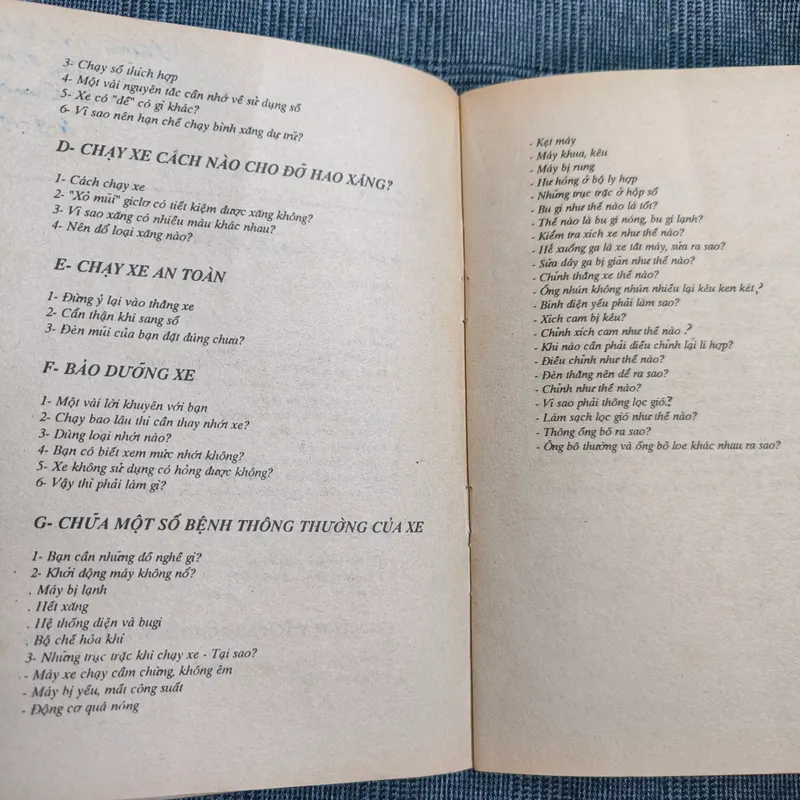 3- Chạy số thích hợp
4- Một vài nguyên tắc cần nhớ về sử dụng số
5- Xe có "đề" có gì khác?
6- Vì sao nên hạn chế chạy bình xăng dự trữ?
D- CHẠY XE CÁCH NÀO CHO ĐỠ HAO XĂNG?
1- Cách chạy xe
2- "Xỏ mũi" giclơ có tiết kiệm được xăng không?
3- Vì sao xăng có nhiều màu khác nhau?
4- Nên đổ loại xăng nào?
E- CHẠY XE AN TOÀN
1- Đừng ỷ lại vào thắng xe
2- Cẩn thận khi sang số
3- Đèn mũi của bạn đặt đúng chưa?
F- BẢO DƯỠNG XE
1- Một vài lời khuyên với bạn
2- Chạy bao lâu thì cần thay nhớt xe?
3- Dùng loại nhớt nào?
4- Bạn có biết xem mức nhớt không?
5- Xe không sử dụng có hỏng được không?
6- Vậy thì phải làm gì?
G- CHỮA MỘT SỐ BỆNH THÔNG THƯỜNG CỦA XE
1- Bạn cần những đồ nghề gì?
2- Khởi động máy không nổ?
. Máy bị lạnh
. Hết xăng
. Hệ thống điện và bugi
. Bộ chế hòa khí
3- Những trục trặc khi chạy xe - Tại sao?
- Máy xe chạy cầm chừng, không êm
- Máy bị yếu, mất công suất
- Động cơ quá nóng
- Kẹt máy
- Máy khua, kêu
- Máy bị rung
- Hư hỏng ở bộ ly hợp
- Những trục trặc ở hộp số
- Bu gi như thế nào là tốt?
- Thế nào là bu gi nóng, bu gi lạnh?
- Kiểm tra xích xe như thế nào?
- Hễ xuống ga là xe tắt máy, sửa ra sao?
- Sửa dây ga bị giãn như thế nào?
- Chỉnh thắng xe thế nào?
- Ống nhún không nhún nhiều lại kêu ken két?
- Bình điện yếu phải làm sao?
- Xích cam bị kêu?
- Chỉnh xích cam như thế nào?
- Khi nào cần phải điều chỉnh lại li hợp?
- Điều chỉnh như thế nào?
- Đèn thắng nên để ra sao?
- Chỉnh như thế nào?
- Vì sao phải thông lọc gió?
- Làm sạch lọc gió như thế nào?
- Thông ống bô ra sao?
- Ông bô thường và ống bô loe khác nhau ra sao?